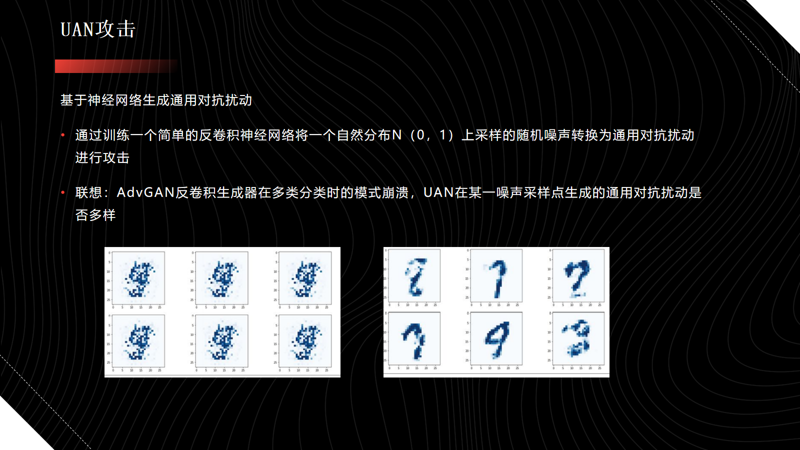 UAN攻击
基于神经网络生成通用对抗扰动
• 通过训练一个简单的反卷积神经网络将一个自然分布N（0，1）上采样的随机噪声转换为通用对抗扰动
进行攻击
• 联想：AdvGAN反卷积生成器在多类分类时的模式崩溃，UAN在某一噪声采样点生成的通用对抗扰动是
否多样